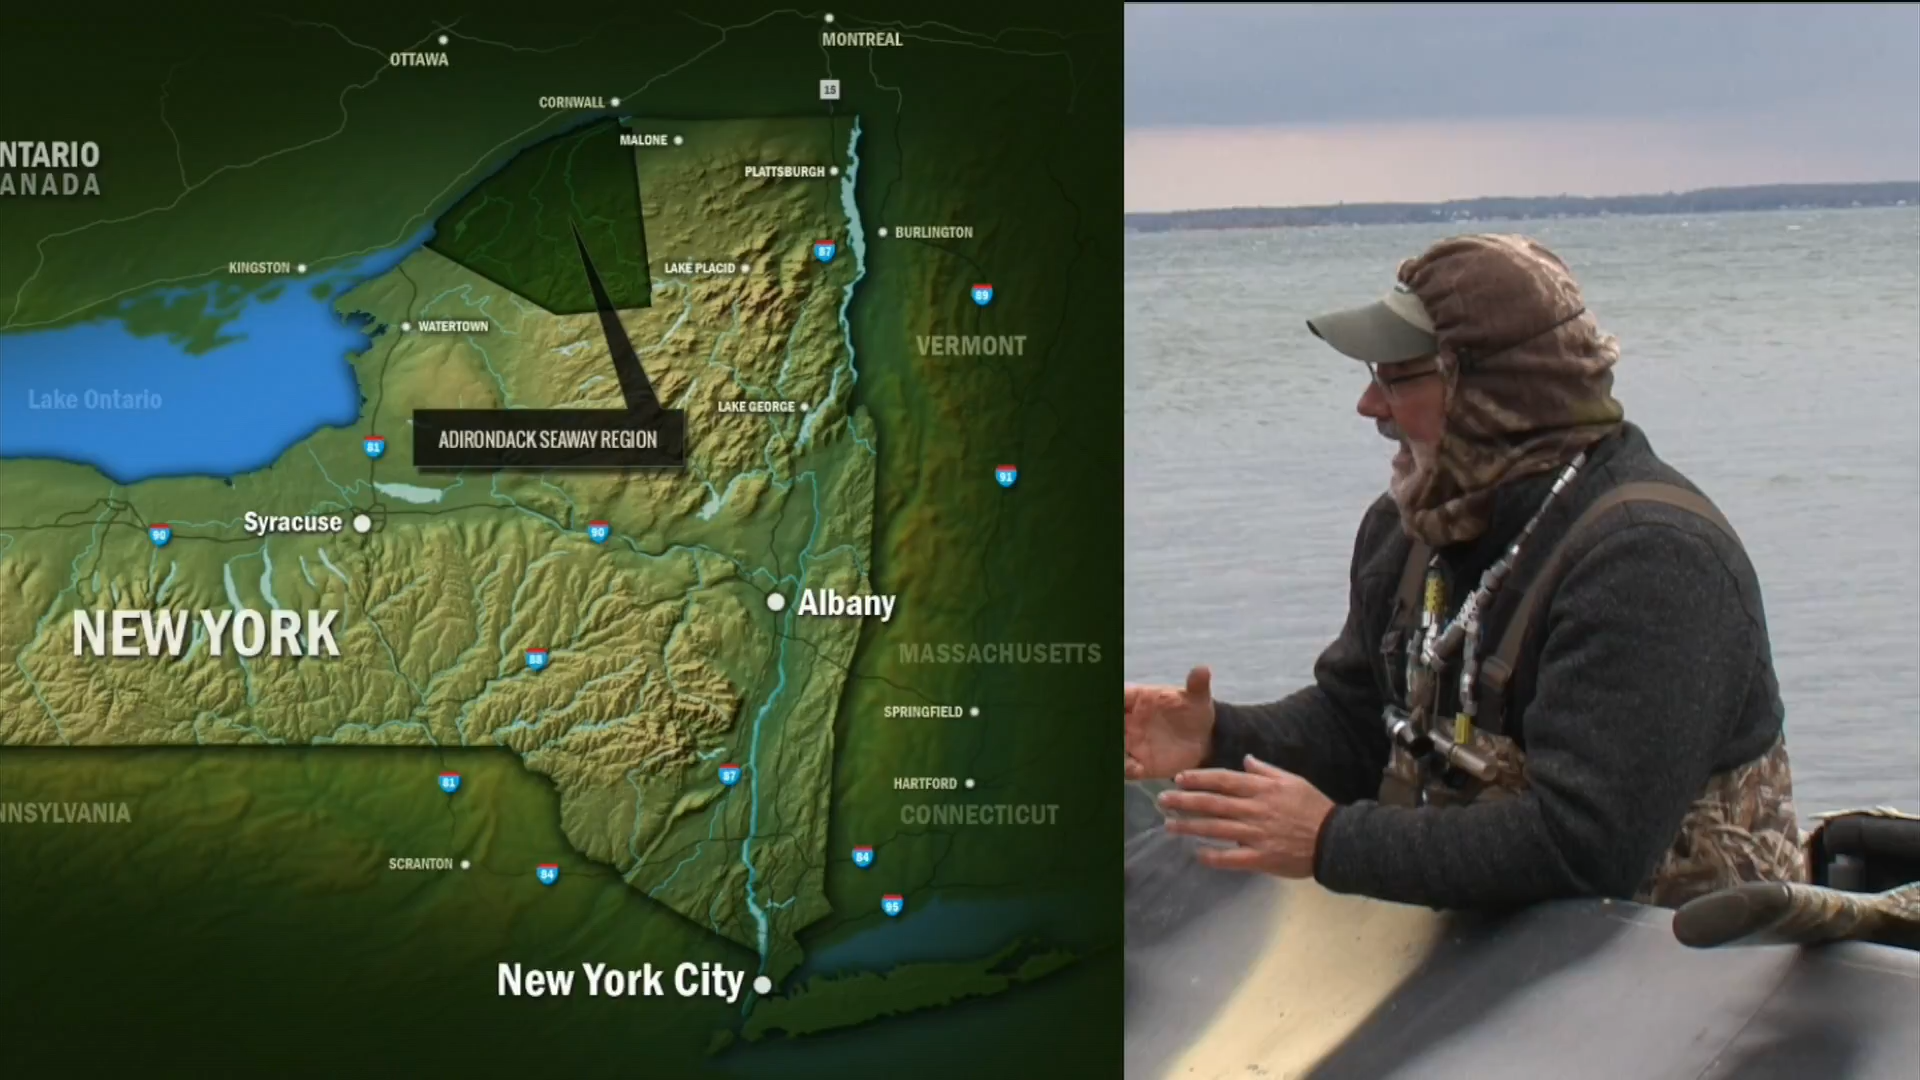 MONTREAL
OTTAWA
15
CORNWALL
MALONE
NTARIO
ANADA
PLATTSBURGH
BURLINGTON
87
KINGSTON
LAKE PLACID
89
WATERTOWN
VERMONT
Lake Ontario
LAKE GEORGE
ADIRONDACK SEAWAY REGION
81
91
Syracuse
90
90
Albany
NEW YORK
88
MASSACHUSETTS
SPRINGFIELD
87
81
HARTFORD
NNSYLVANIA
CONNECTICUT
84
SCRANTON
84
95
New York City